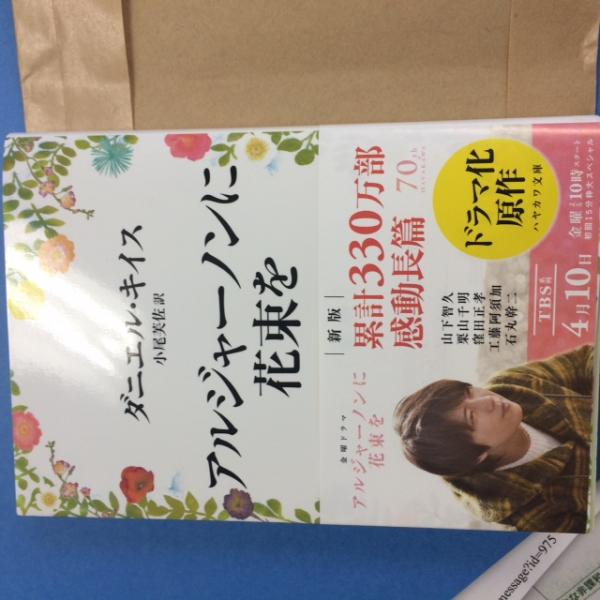 ダニエル・キイス
小尾芙佐 訳
アルジャーノンに
花束を
新版
累計330万部
感動長篇
70th
HAYAKAWA
ドラマ化
原作
ハヤカワ文庫
金曜ドラマ
アルジャーノンに
花束を
山下智久
栗山千明
窪田正孝
工藤阿須加
石丸幹二
TBS系
4月10日
金曜よる10時スタート
初回15分拡大スペシャル
message?id=975